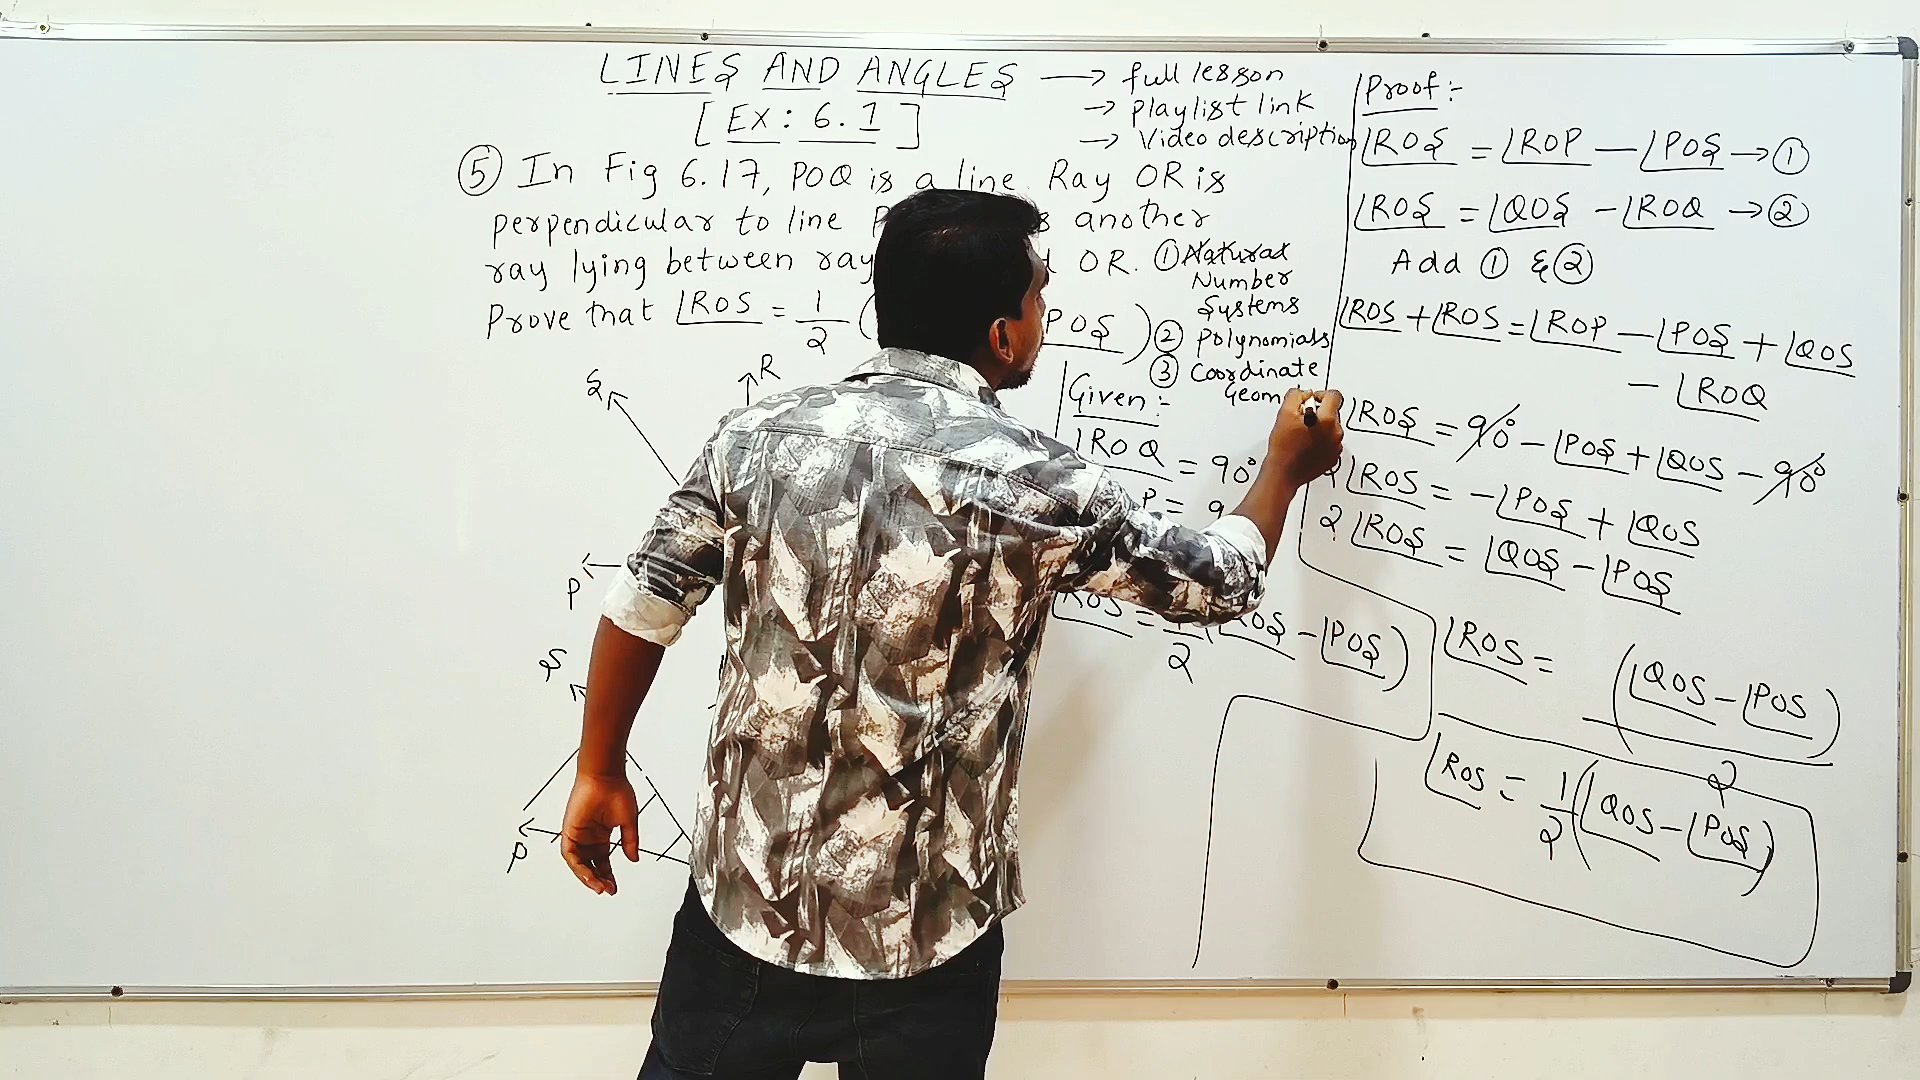 LINES AND ANGLES → full lesson
→ playlist link
[Ex: 6.1] → Video description
⑤ In Fig 6.17, POQ is a line. Ray OR is
perpendicular to line another
ray lying between ray OR.
Prove that ∠ROS = 1/2 ( POS)
① Natural
Number
Systems
② Polynomials
③ Coordinate
R
S
P
S
P
Given:-
∠ROQ = 90°
P = 9
∠ROS = 1/2 (∠QOS - ∠POS)
Proof:-
∠ROS = ∠ROP - ∠POS → ①
∠ROS = ∠QOS - ∠ROQ → ②
Add ① & ②
∠ROS + ∠ROS = ∠ROP - ∠POS + ∠QOS
- ∠ROQ
∠ROS = 90° - ∠POS + ∠QOS - 90°
2∠ROS = -∠POS + ∠QOS
2∠ROS = ∠QOS - ∠POS
∠ROS = (∠QOS - ∠POS)/2
∠ROS = 1/2 (∠QOS - ∠POS)